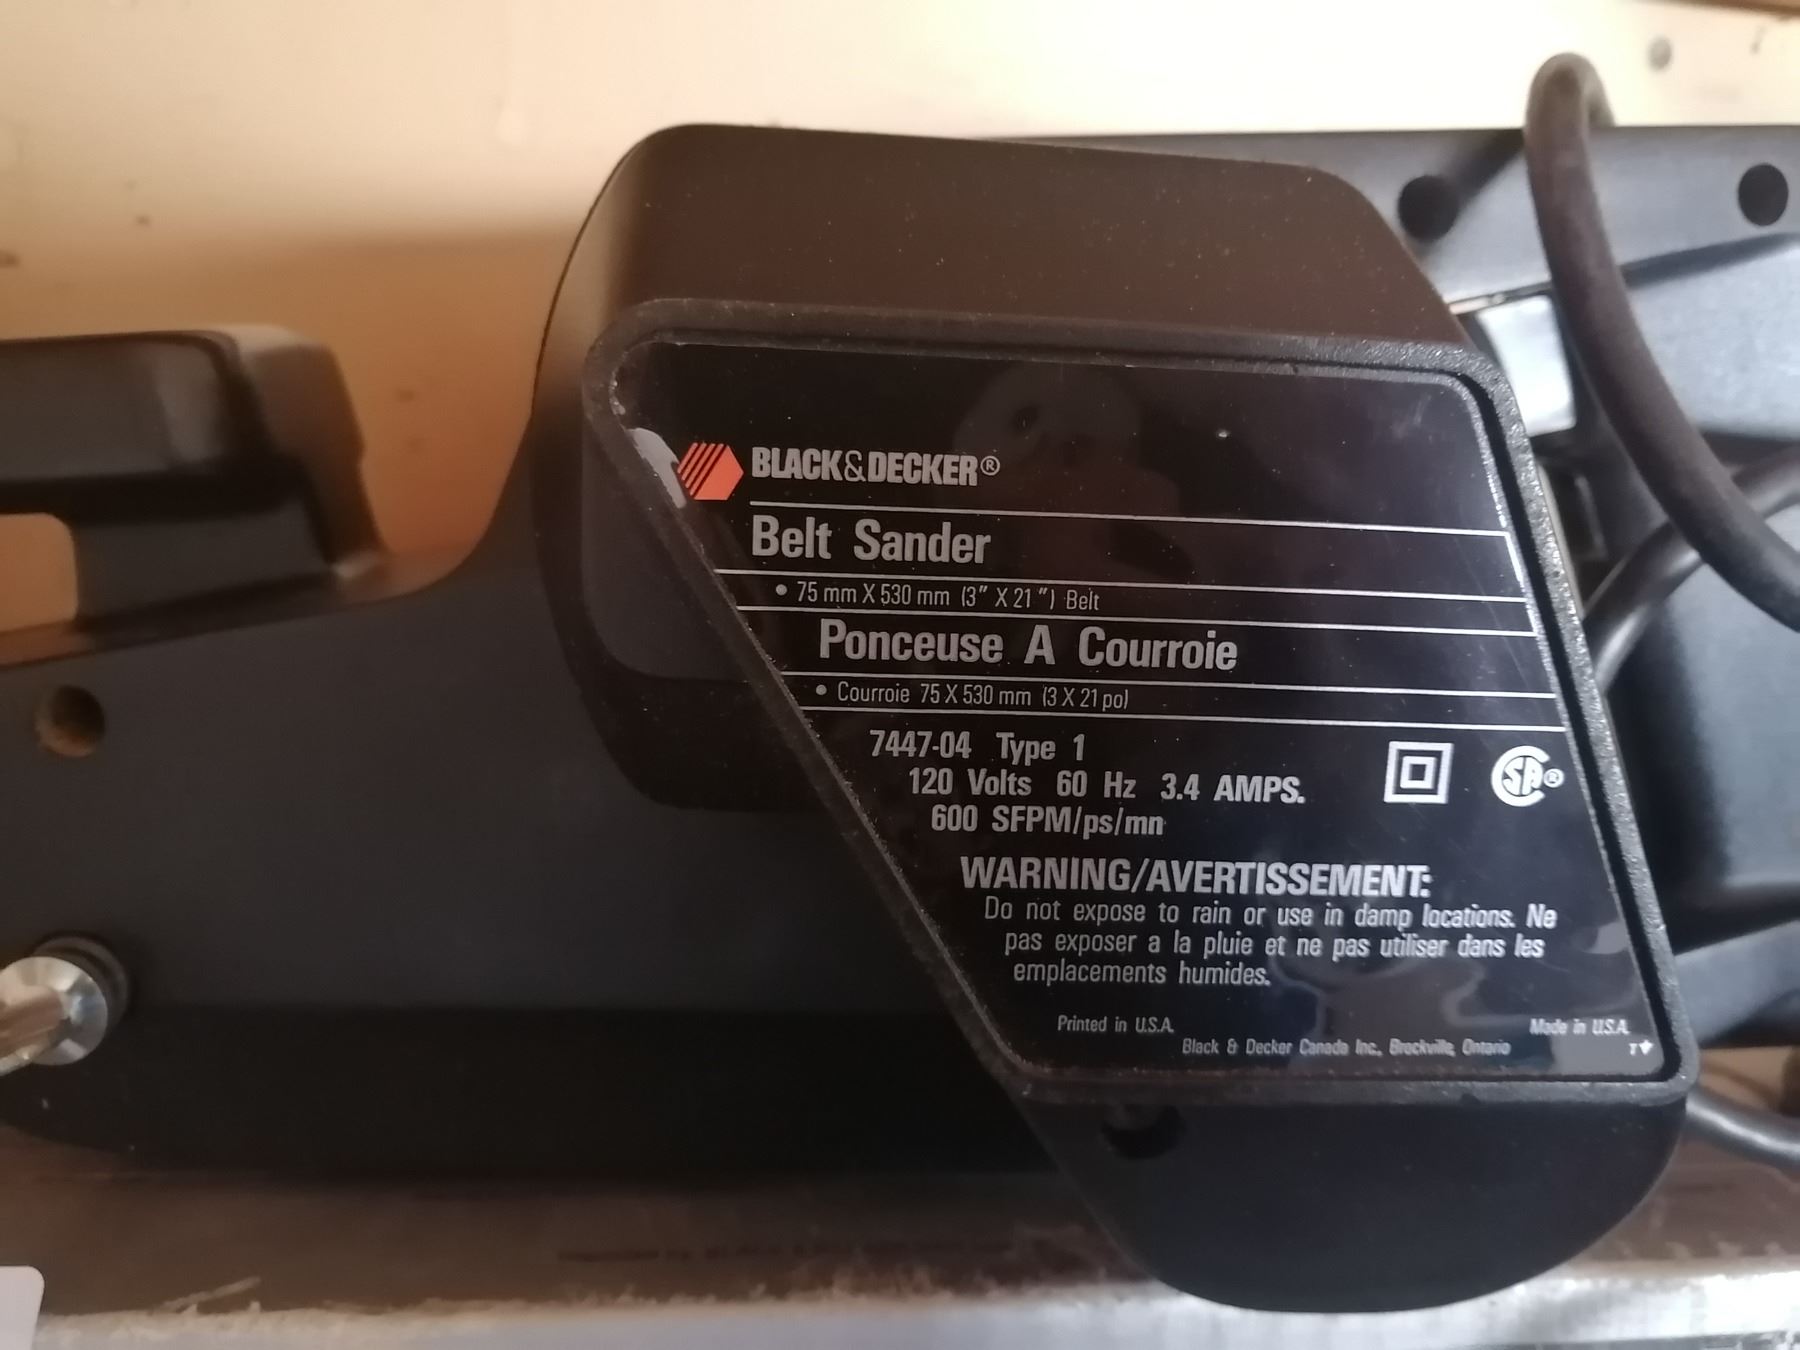 BLACK&DECKER®
Belt Sander
• 75 mm X 530 mm (3" X 21 ") Belt
Ponceuse A Courroie
• Courroie 75 X 530 mm (3 X 21 po)
7447-04 Type 1
120 Volts 60 Hz 3.4 AMPS.
600 SFPM/ps/mn
SA®
WARNING/AVERTISSEMENT:
Do not expose to rain or use in damp locations. Ne
pas exposer a la pluie et ne pas utiliser dans les
emplacements humides.
Printed in U.S.A.
Made in U.S.A.
Black & Decker Canada Inc., Brockville, Ontario